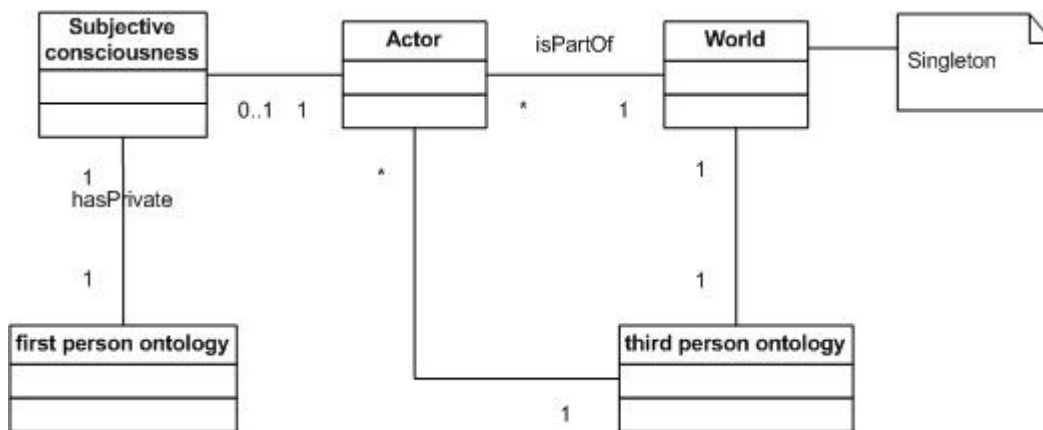 Subjective
consciousness
Actor
isPartOf
World
Singleton
0..1 1
* 1
1
hasPrivate
*
1
1
1
first person ontology
third person ontology
1